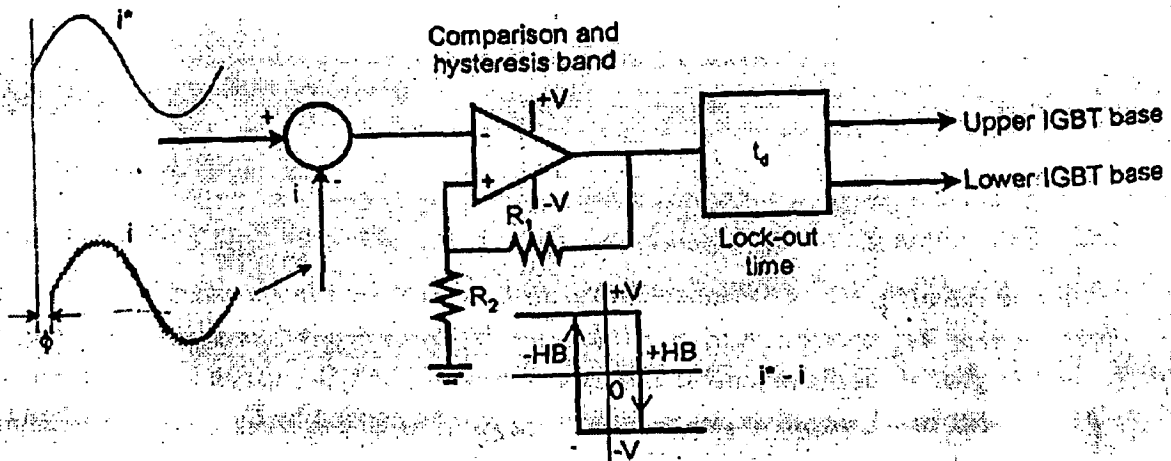 i*
Comparison and
hysteresis band
+V
+
-
-
+
i
-V
t_d
Upper IGBT base
Lower IGBT base
Lock-out
time
R₁
R₂
i
ϕ
+V
-HB
+HB
0
i* - i
-V